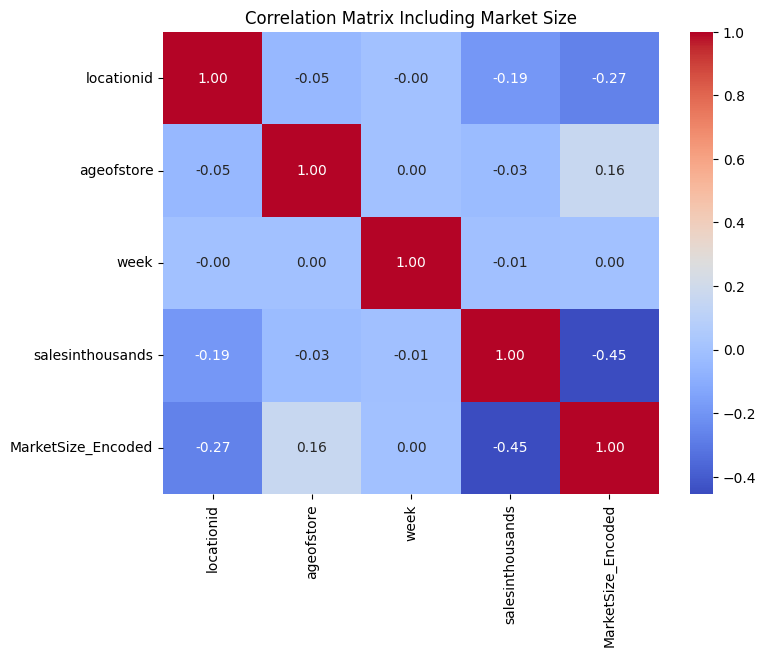 Correlation Matrix Including Market Size
locationid 1.00 -0.05 -0.00 -0.19 -0.27
ageofstore -0.05 1.00 0.00 -0.03 0.16
week -0.00 0.00 1.00 -0.01 0.00
salesinthousands -0.19 -0.03 -0.01 1.00 -0.45
MarketSize_Encoded -0.27 0.16 0.00 -0.45 1.00
locationid
ageofstore
week
salesinthousands
MarketSize_Encoded
1.0
0.8
0.6
0.4
0.2
0.0
−0.2
−0.4